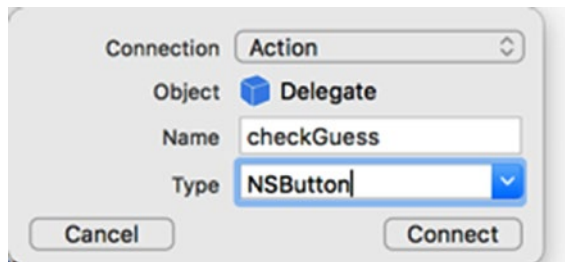 Connection Action
Object Delegate
Name checkGuess
Type NSButton
Cancel Connect